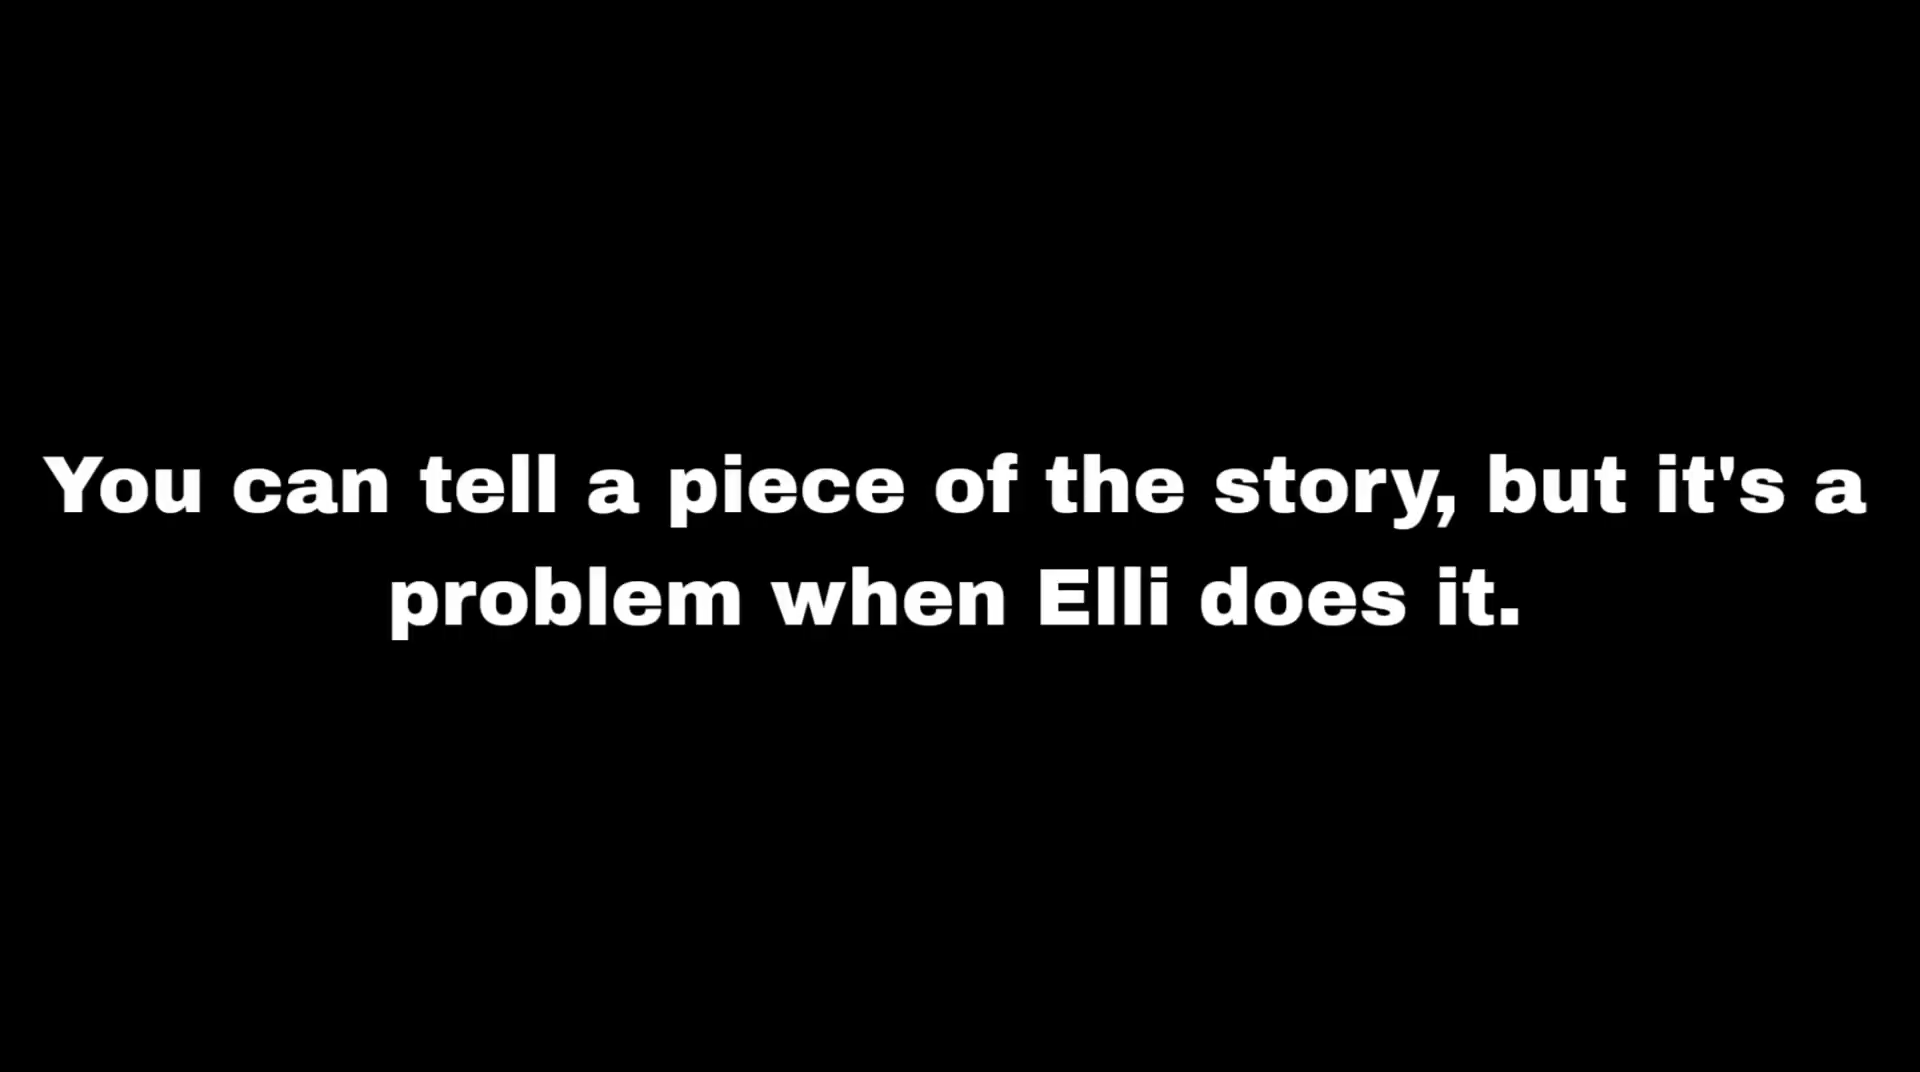 You can tell a piece of the story, but it's a
problem when Elli does it.